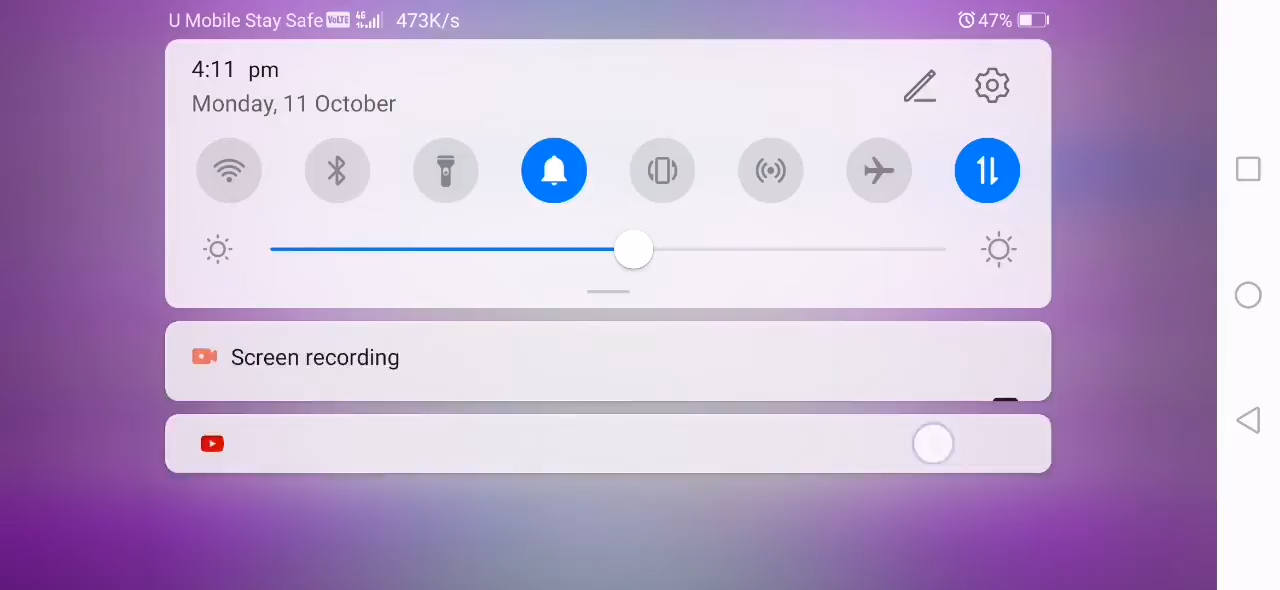 U Mobile Stay Safe VoLTE 4G 473K/s 47%
4:11 pm
Monday, 11 October
Screen recording